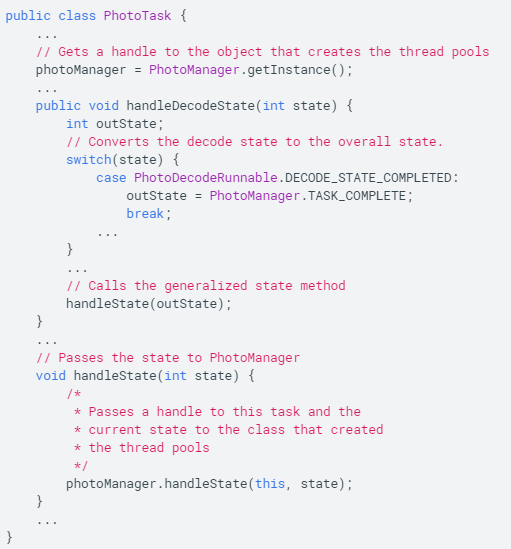 public class PhotoTask {
    ...
    // Gets a handle to the object that creates the thread pools
    photoManager = PhotoManager.getInstance();
    ...
    public void handleDecodeState(int state) {
        int outState;
        // Converts the decode state to the overall state.
        switch(state) {
            case PhotoDecodeRunnable.DECODE_STATE_COMPLETED:
                outState = PhotoManager.TASK_COMPLETE;
                break;
            ...
        }
        ...
        // Calls the generalized state method
        handleState(outState);
    }
    ...
    // Passes the state to PhotoManager
    void handleState(int state) {
        /*
         * Passes a handle to this task and the
         * current state to the class that created
         * the thread pools
         */
        photoManager.handleState(this, state);
    }
    ...
}